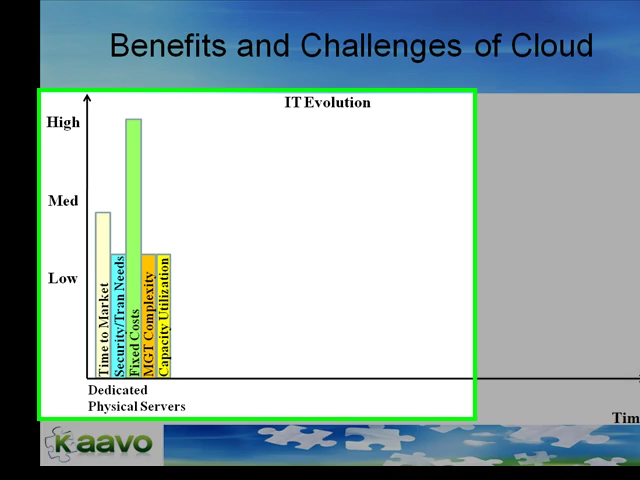 Benefits and Challenges of Cloud
IT Evolution
High
Med
Low
Time to Market
Security/Tran Needs
Fixed Costs
MGT Complexity
Capacity Utilization
Dedicated
Physical Servers
Tim
Kaavo